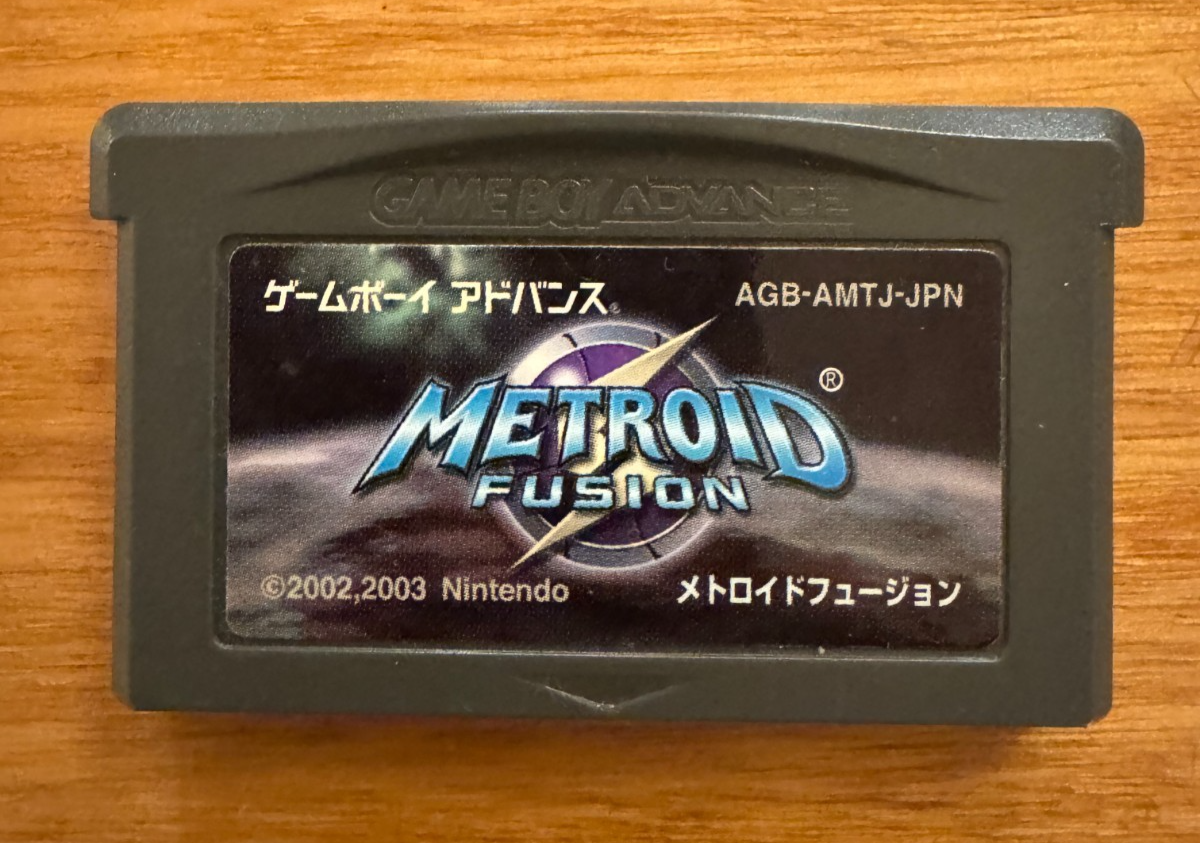 GAME BOY ADVANCE
ゲームボーイ アドバンス® AGB-AMTJ-JPN
METROID®
FUSION
©2002,2003 Nintendo メトロイドフュージョン